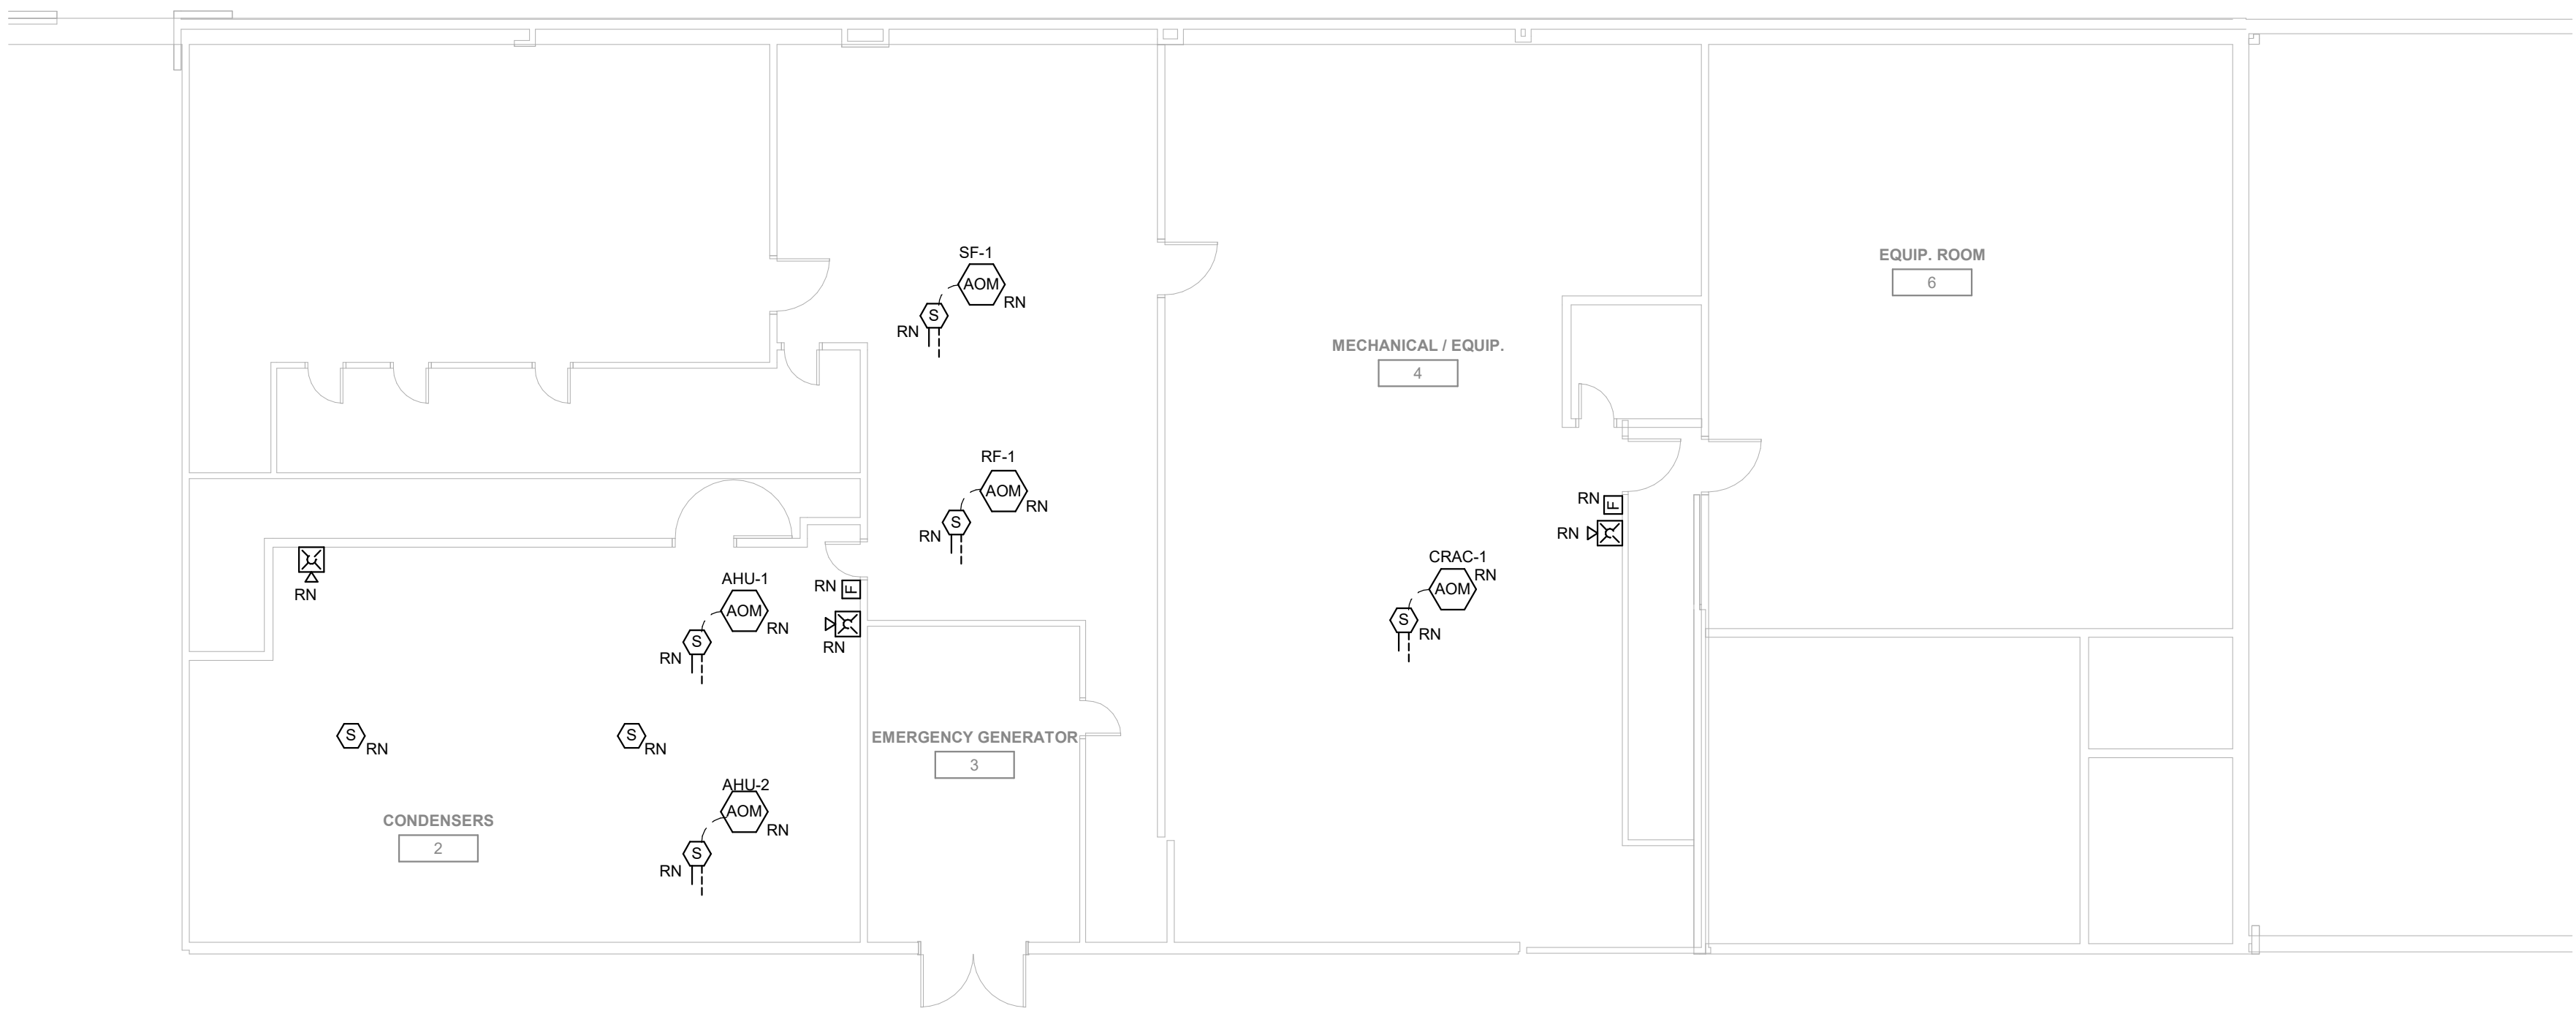 SF-1
AOM
RN
S
RN
EQUIP. ROOM
6
MECHANICAL / EQUIP.
4
RF-1
AOM
RN
S
RN
RN
F
RN
C
CRAC-1
RN
AOM
S
RN
C
RN
AHU-1
AOM
RN
S
RN
RN
F
C
RN
S
RN
S
RN
EMERGENCY GENERATOR
3
AHU-2
AOM
RN
S
RN
CONDENSERS
2